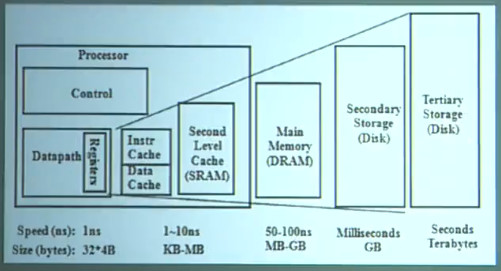 Processor
Control
Datapath
Registers
Instr
Cache
Data
Cache
Second
Level
Cache
(SRAM)
Main
Memory
(DRAM)
Secondary
Storage
(Disk)
Tertiary
Storage
(Disk)
Speed (ns): 1ns 1~10ns 50-100ns Milliseconds Seconds
Size (bytes): 32*4B KB-MB MB-GB GB Terabytes